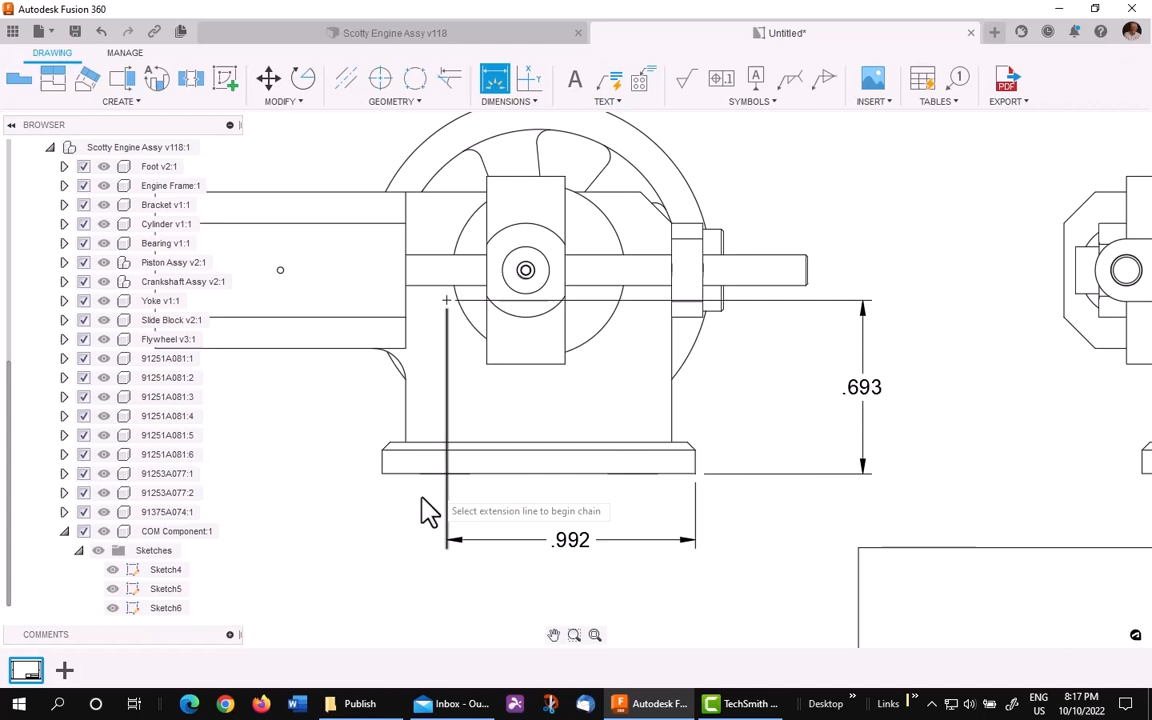 Autodesk Fusion 360
Scotty Engine Assy v118
Untitled*
DRAWING
MANAGE
CREATE
MODIFY
GEOMETRY
DIMENSIONS
TEXT
SYMBOLS
INSERT
TABLES
EXPORT
BROWSER
Scotty Engine Assy v118:1
Foot v2:1
Engine Frame:1
Bracket v1:1
Cylinder v1:1
Bearing v1:1
Piston Assy v2:1
Crankshaft Assy v2:1
Yoke v1:1
Slide Block v2:1
Flywheel v3:1
91251A081:1
91251A081:2
91251A081:3
91251A081:4
91251A081:5
91251A081:6
91253A077:1
91253A077:2
91375A074:1
COM Component:1
Sketches
Sketch4
Sketch5
Sketch6
.693
Select extension line to begin chain
.992
COMMENTS
Publish
Inbox - Ou...
Autodesk F...
TechSmith ...
Desktop
Links
ENG
US
8:17 PM
10/10/2022